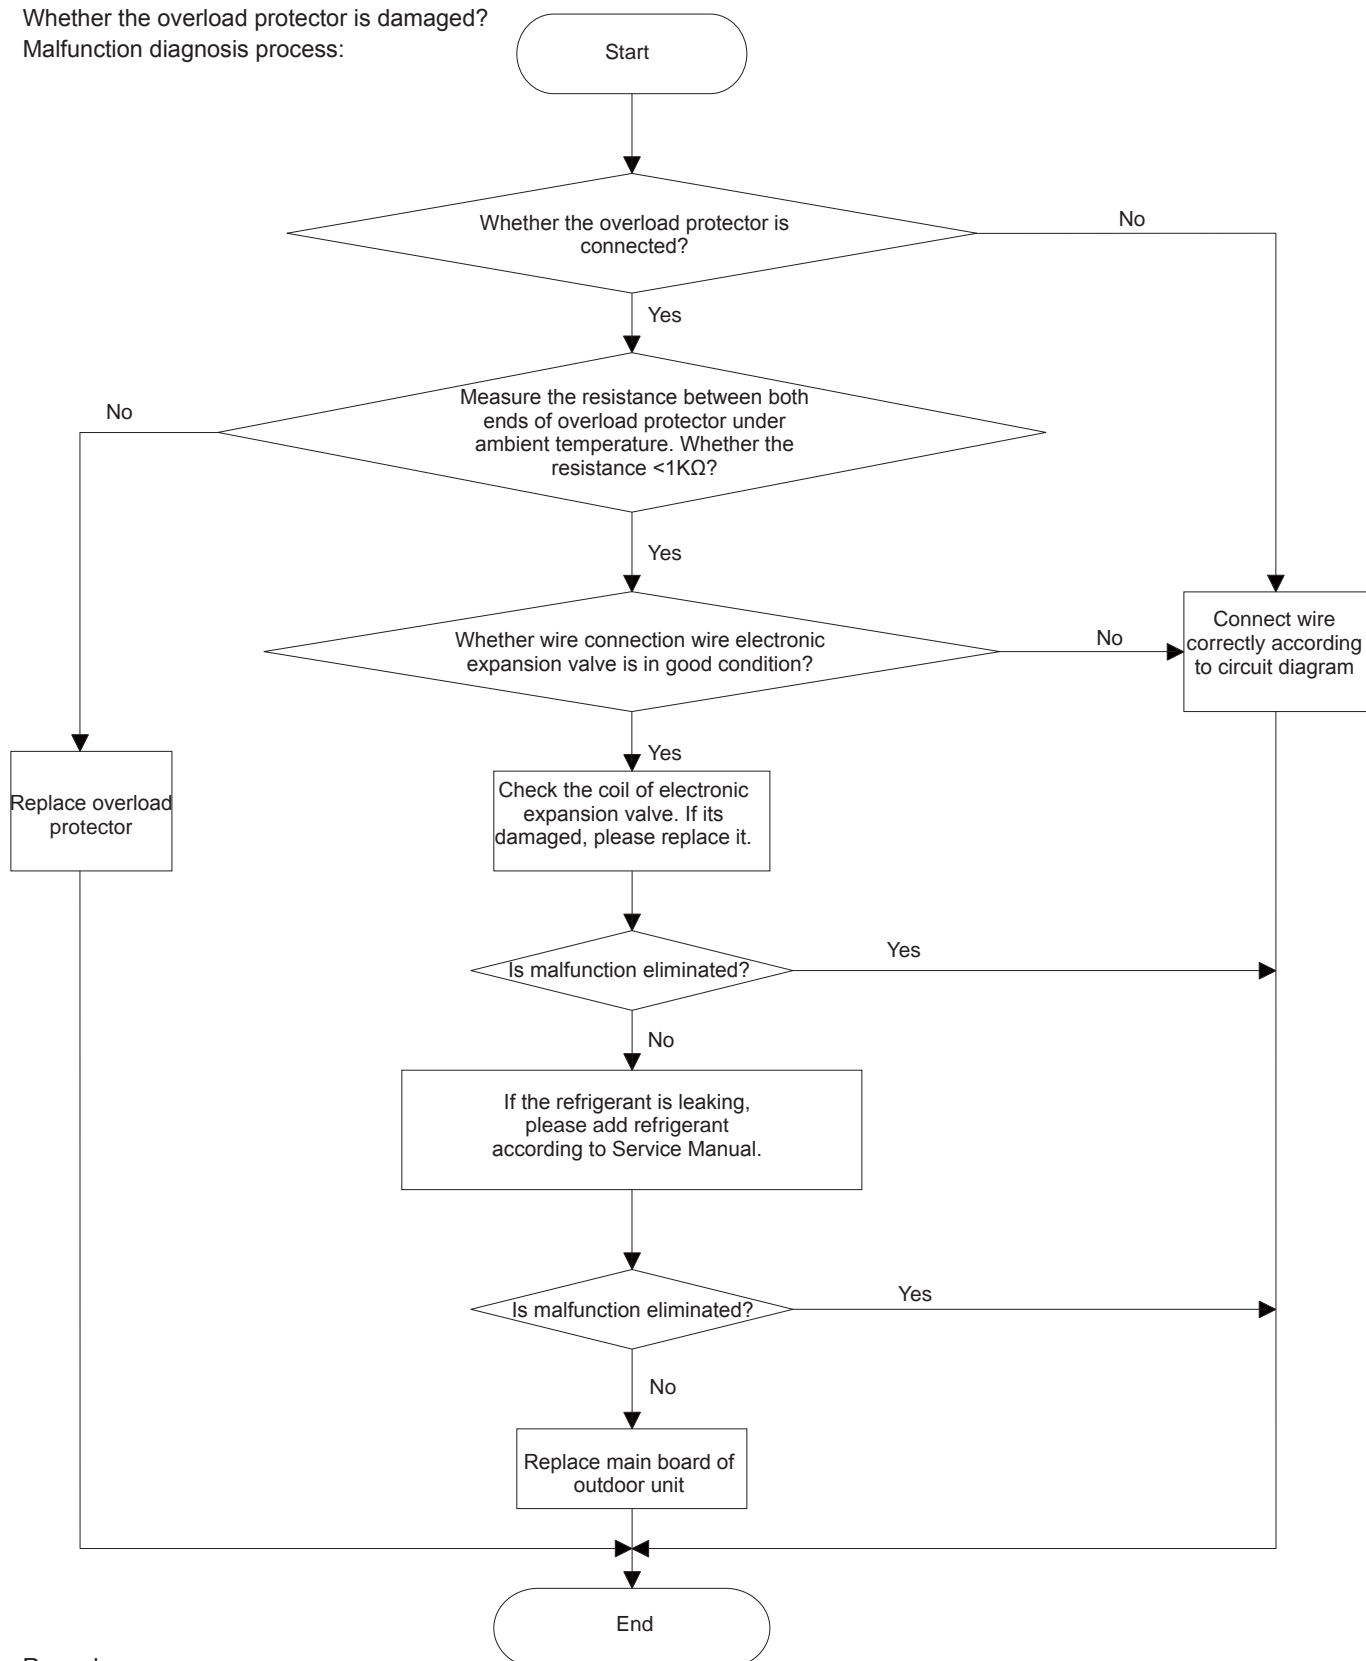 Whether the overload protector is damaged?
Malfunction diagnosis process:
Start
Whether the overload protector is
connected?
No
Yes
Measure the resistance between both
ends of overload protector under
ambient temperature. Whether the
resistance <1KΩ?
No
Yes
Whether wire connection wire electronic
expansion valve is in good condition?
No
Connect wire
correctly according
to circuit diagram
Yes
Replace overload
protector
Check the coil of electronic
expansion valve. If its
damaged, please replace it.
Is malfunction eliminated?
Yes
No
If the refrigerant is leaking,
please add refrigerant
according to Service Manual.
Is malfunction eliminated?
Yes
No
Replace main board of
outdoor unit
End